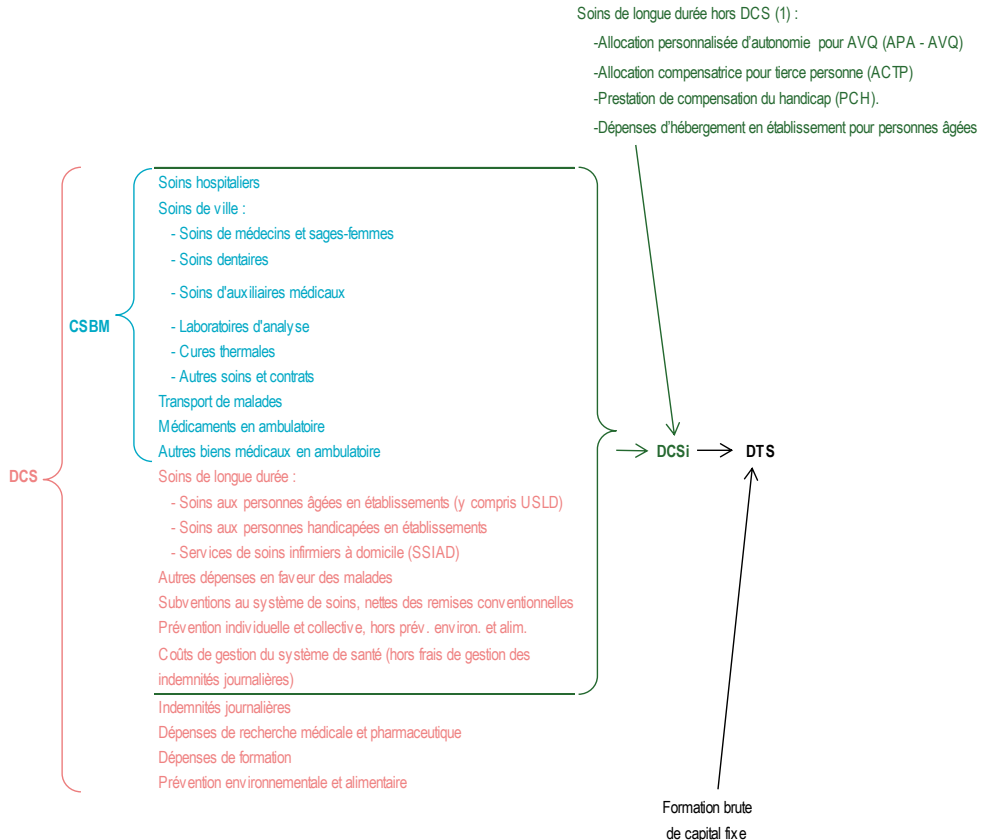 Soins de longue durée hors DCS (1) :
-Allocation personnalisée d'autonomie pour AVQ (APA - AVQ)
-Allocation compensatrice pour tierce personne (ACTP)
-Prestation de compensation du handicap (PCH).
-Dépenses d'hébergement en établissement pour personnes âgées
Soins hospitaliers
Soins de ville :
- Soins de médecins et sages-femmes
- Soins dentaires
- Soins d'auxiliaires médicaux
CSBM
- Laboratoires d'analyse
- Cures thermales
- Autres soins et contrats
Transport de malades
Médicaments en ambulatoire
Autres biens médicaux en ambulatoire
DCSi
DTS
DCS
Soins de longue durée :
- Soins aux personnes âgées en établissements (y compris USLD)
- Soins aux personnes handicapées en établissements
- Services de soins infirmiers à domicile (SSIAD)
Autres dépenses en faveur des malades
Subventions au système de soins, nettes des remises conventionnelles
Prévention individuelle et collective, hors prév. environ. et alim.
Coûts de gestion du système de santé (hors frais de gestion des
indemnités journalières)
Indemnités journalières
Dépenses de recherche médicale et pharmaceutique
Dépenses de formation
Prévention environnementale et alimentaire
Formation brute
de capital fixe